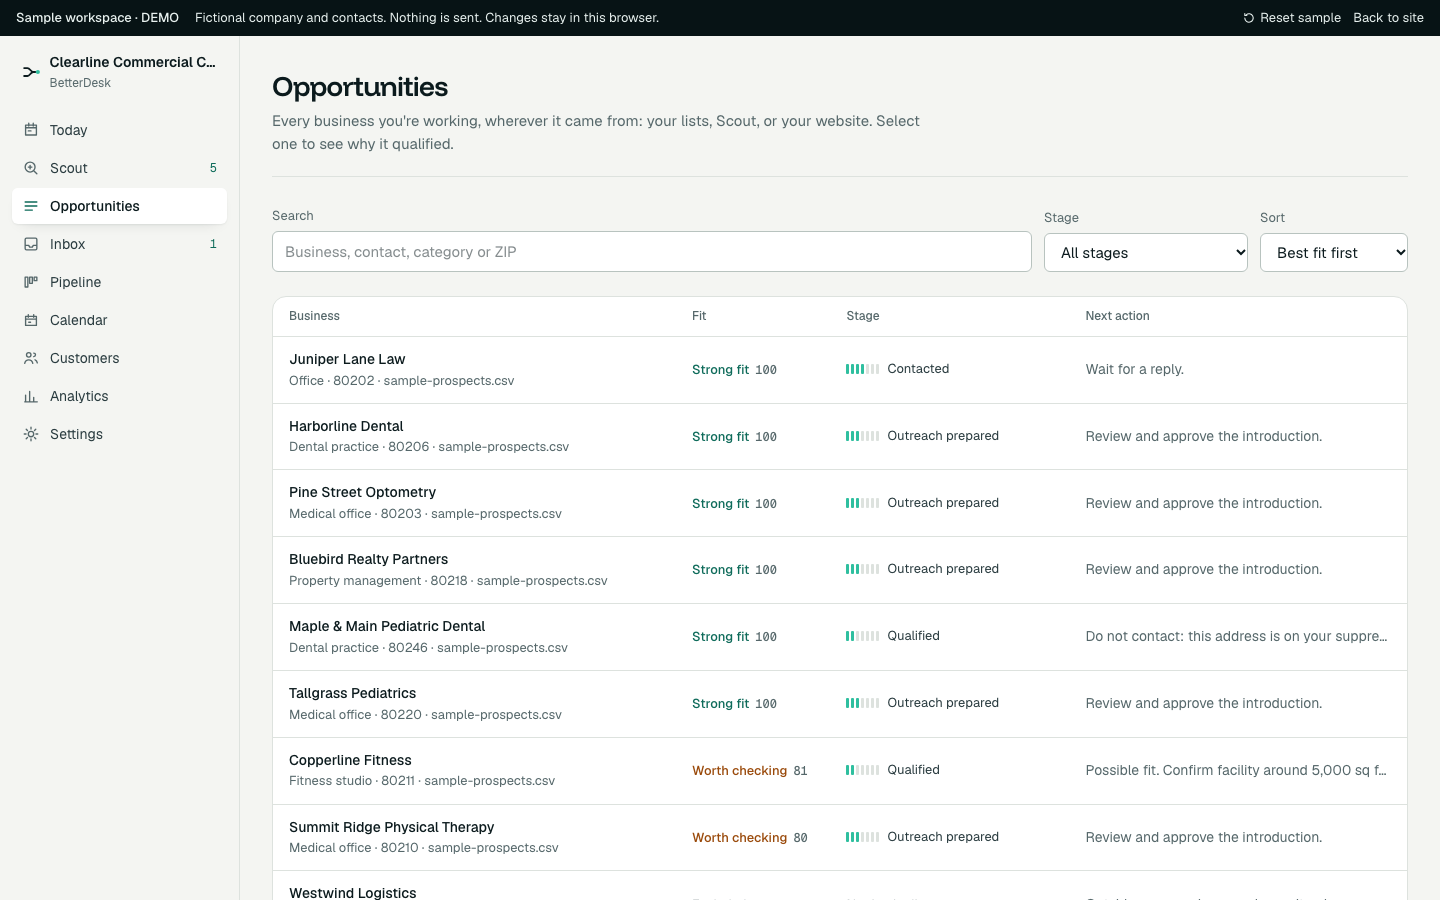 Sample workspace · DEMO Fictional company and contacts. Nothing is sent. Changes stay in this browser. Reset sample Back to site
Clearline Commercial C...
BetterDesk
Today
Scout 5
Opportunities
Inbox 1
Pipeline
Calendar
Customers
Analytics
Settings
Opportunities
Every business you're working, wherever it came from: your lists, Scout, or your website. Select
one to see why it qualified.
Search Stage Sort
Business, contact, category or ZIP All stages Best fit first
Business Fit Stage Next action
Juniper Lane Law
Office · 80202 · sample-prospects.csv
Strong fit 100 Contacted Wait for a reply.
Harborline Dental
Dental practice · 80206 · sample-prospects.csv
Strong fit 100 Outreach prepared Review and approve the introduction.
Pine Street Optometry
Medical office · 80203 · sample-prospects.csv
Strong fit 100 Outreach prepared Review and approve the introduction.
Bluebird Realty Partners
Property management · 80218 · sample-prospects.csv
Strong fit 100 Outreach prepared Review and approve the introduction.
Maple & Main Pediatric Dental
Dental practice · 80246 · sample-prospects.csv
Strong fit 100 Qualified Do not contact: this address is on your suppre...
Tallgrass Pediatrics
Medical office · 80220 · sample-prospects.csv
Strong fit 100 Outreach prepared Review and approve the introduction.
Copperline Fitness
Fitness studio · 80211 · sample-prospects.csv
Worth checking 81 Qualified Possible fit. Confirm facility around 5,000 sq f...
Summit Ridge Physical Therapy
Medical office · 80210 · sample-prospects.csv
Worth checking 80 Outreach prepared Review and approve the introduction.
Westwind Logistics